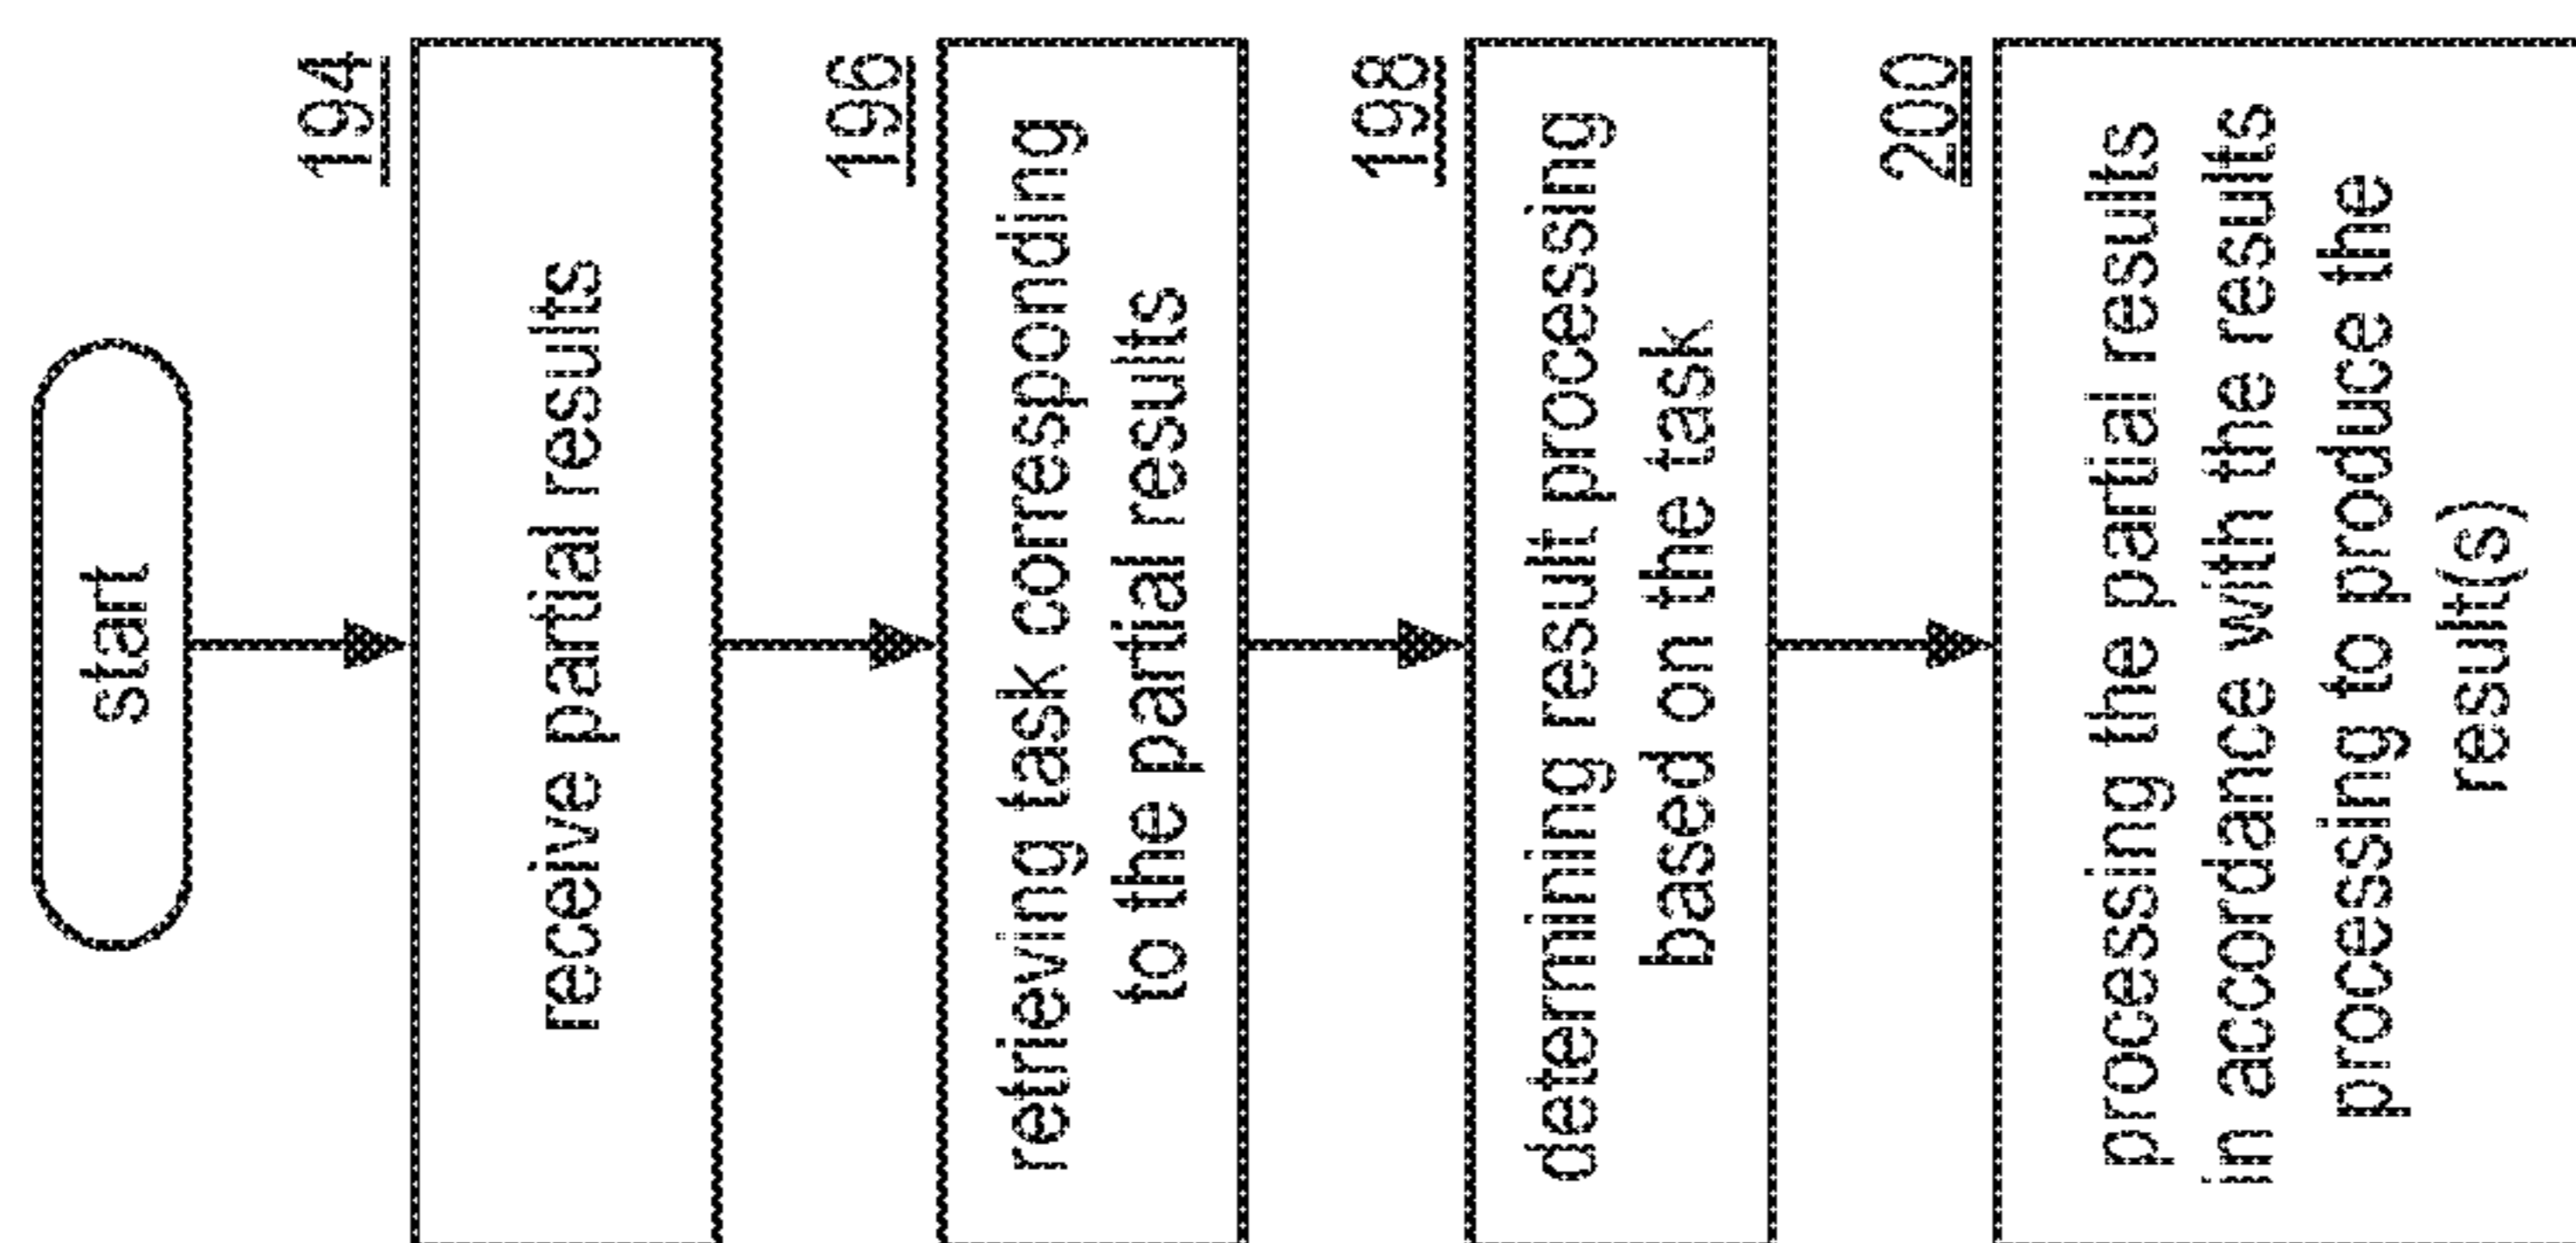 start
194
receive partial results
196
retrieving task corresponding
to the partial results
198
determining result processing
based on the task
200
processing the partial results
in accordance with the results
processing to produce the
result(s)